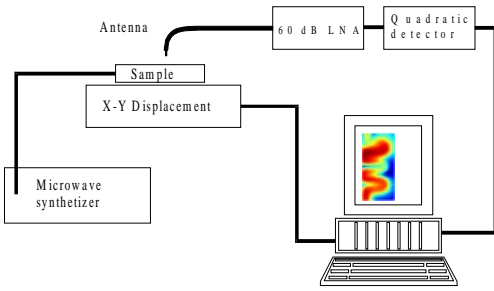 Antenna
60 dB LNA
Quadratic
detector
Sample
X-Y Displacement
Microwave
synthetizer